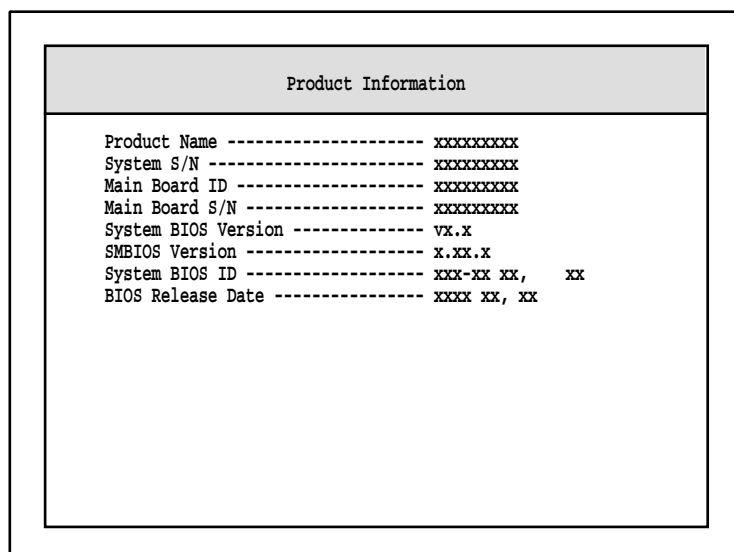 Product Information
Product Name --------------------- xxxxxxxxx
System S/N ----------------------- xxxxxxxxx
Main Board ID -------------------- xxxxxxxxx
Main Board S/N ------------------- xxxxxxxxx
System BIOS Version -------------- vx.x
SMBIOS Version ------------------- x.xx.x
System BIOS ID ------------------- xxx-xx xx,    xx
BIOS Release Date ---------------- xxxx xx, xx